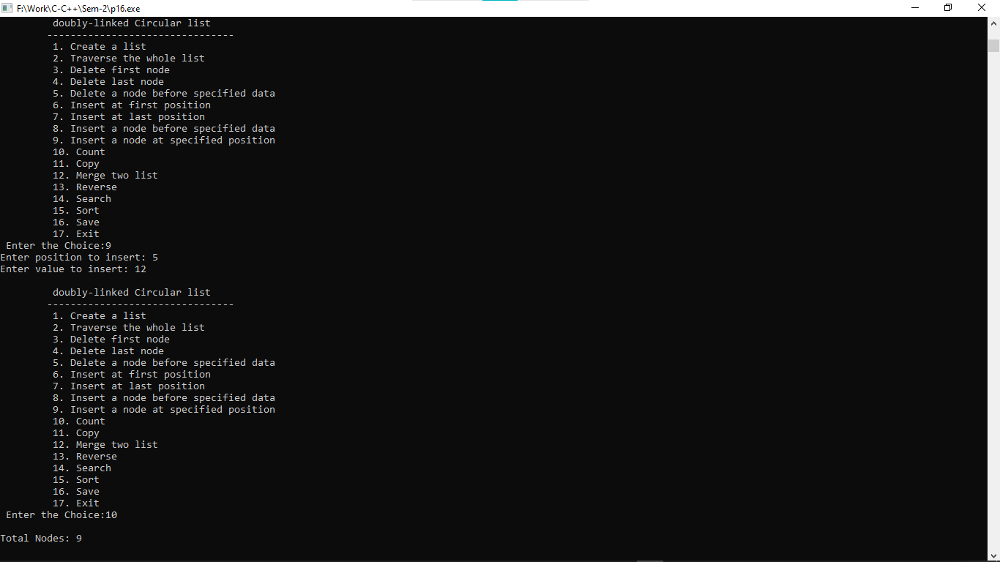 F:\Work\C-C++\Sem-2\p16.exe
doubly-linked Circular list
--------------------------------
1. Create a list
2. Traverse the whole list
3. Delete first node
4. Delete last node
5. Delete a node before specified data
6. Insert at first position
7. Insert at last position
8. Insert a node before specified data
9. Insert a node at specified position
10. Count
11. Copy
12. Merge two list
13. Reverse
14. Search
15. Sort
16. Save
17. Exit
Enter the Choice:9
Enter position to insert: 5
Enter value to insert: 12
doubly-linked Circular list
--------------------------------
1. Create a list
2. Traverse the whole list
3. Delete first node
4. Delete last node
5. Delete a node before specified data
6. Insert at first position
7. Insert at last position
8. Insert a node before specified data
9. Insert a node at specified position
10. Count
11. Copy
12. Merge two list
13. Reverse
14. Search
15. Sort
16. Save
17. Exit
Enter the Choice:10
Total Nodes: 9